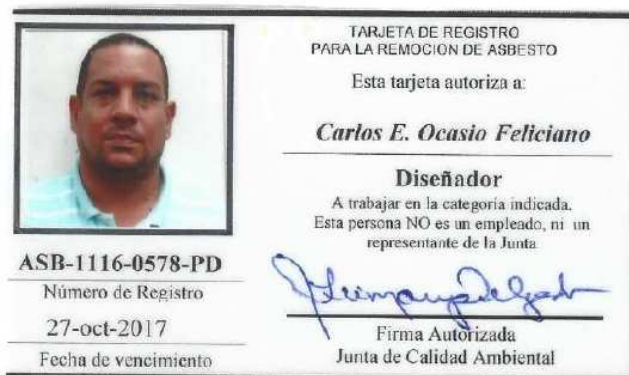 TARJETA DE REGISTRO
PARA LA REMOCION DE ASBESTO
Esta tarjeta autoriza a:
Carlos E. Ocasio Feliciano
Diseñador
A trabajar en la categoría indicada.
Esta persona NO es un empleado, ni un
representante de la Junta
Firma Autorizada
Junta de Calidad Ambiental
ASB-1116-0578-PD
Número de Registro
27-oct-2017
Fecha de vencimiento